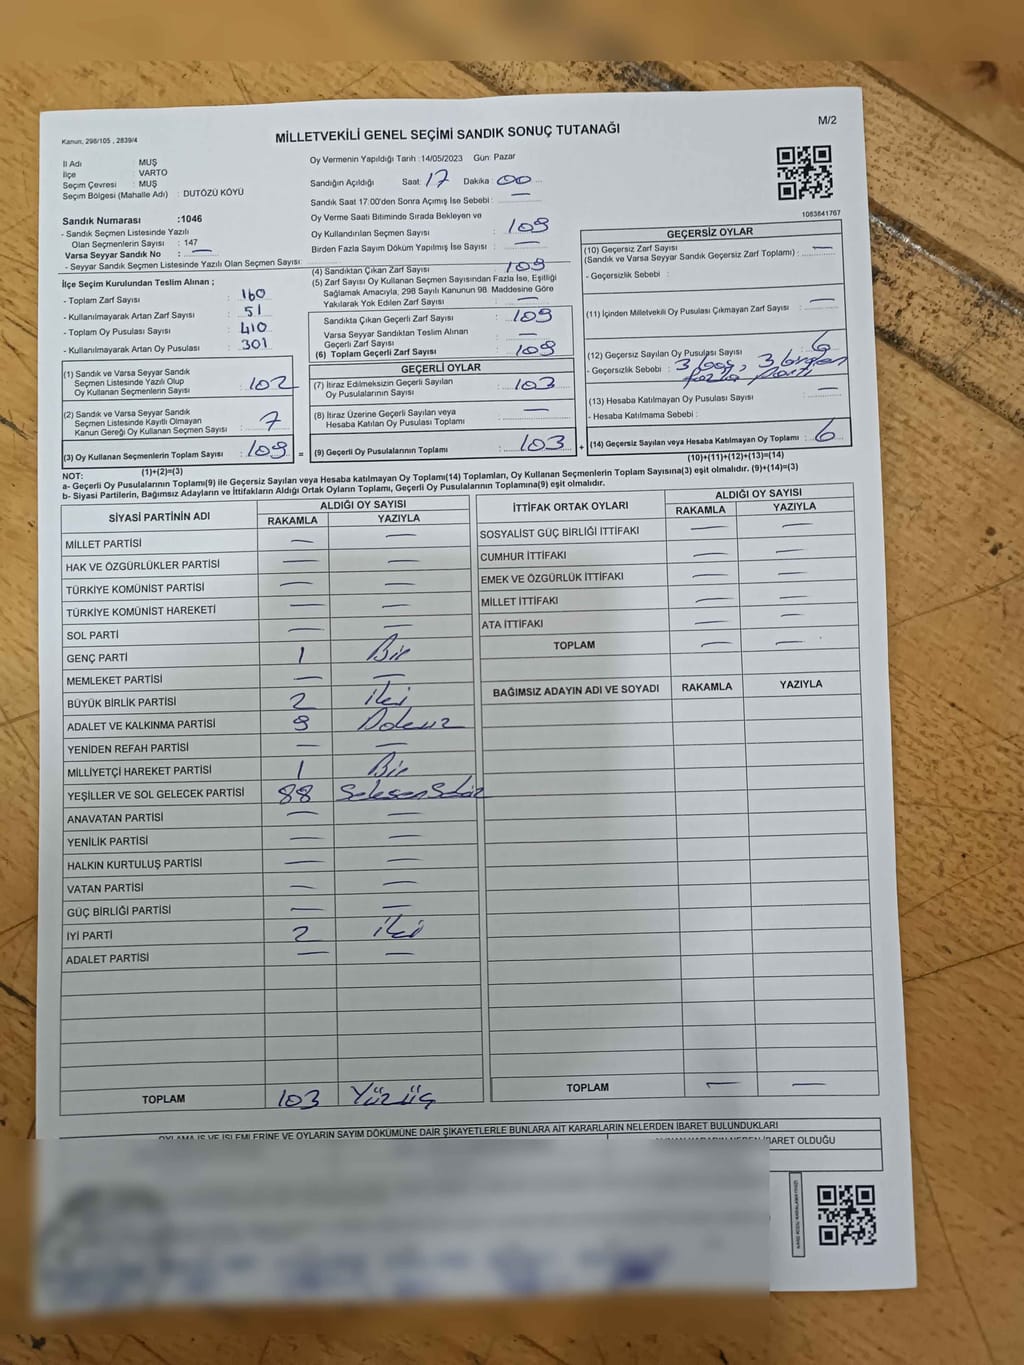 M/2
Kanun, 298/105 , 2839/4
MİLLETVEKİLİ GENEL SEÇİMİ SANDIK SONUÇ TUTANAĞI
İl Adı : MUŞ
İlçe : VARTO
Seçim Çevresi : MUŞ
Seçim Bölgesi (Mahalle Adı) : DUTÖZÜ KÖYÜ
Sandık Numarası :1046
- Sandık Seçmen Listesinde Yazılı
Olan Seçmenlerin Sayısı : 147
Varsa Seyyar Sandık No : —
- Seyyar Sandık Seçmen Listesinde Yazılı Olan Seçmen Sayısı:
İlçe Seçim Kurulundan Teslim Alınan ;
- Toplam Zarf Sayısı : 160
- Kullanılmayarak Artan Zarf Sayısı : 51
- Toplam Oy Pusulası Sayısı : 410
- Kullanılmayarak Artan Oy Pusulası : 301
(1) Sandık ve Varsa Seyyar Sandık
Seçmen Listesinde Yazılı Olup
Oy Kullanan Seçmenlerin Sayısı : 102
(2) Sandık ve Varsa Seyyar Sandık
Seçmen Listesinde Kayıtlı Olmayan
Kanun Gereği Oy Kullanan Seçmen Sayısı : 7
(3) Oy Kullanan Seçmenlerin Toplam Sayısı : 109 =
(1)+(2)=(3)
Oy Vermenin Yapıldığı Tarih :14/05/2023 Gün: Pazar
Sandığın Açıldığı Saat: 17 Dakika: 00
Sandık Saat 17:00'den Sonra Açılmış İse Sebebi : —
Oy Verme Saati Bitiminde Sırada Bekleyen ve
Oy Kullandırılan Seçmen Sayısı : 109
Birden Fazla Sayım Döküm Yapılmış İse Sayısı : —
(4) Sandıktan Çıkan Zarf Sayısı : 109
(5) Zarf Sayısı Oy Kullanan Seçmen Sayısından Fazla İse, Eşitliği
Sağlamak Amacıyla, 298 Sayılı Kanunun 98. Maddesine Göre
Yakılarak Yok Edilen Zarf Sayısı : —
Sandıkta Çıkan Geçerli Zarf Sayısı : 109
Varsa Seyyar Sandıktan Teslim Alınan
Geçerli Zarf Sayısı : —
(6) Toplam Geçerli Zarf Sayısı : 109
GEÇERLİ OYLAR
(7) İtiraz Edilmeksizin Geçerli Sayılan
Oy Pusulalarının Sayısı : 103
(8) İtiraz Üzerine Geçerli Sayılan veya
Hesaba Katılan Oy Pusulası Toplamı : —
(9) Geçerli Oy Pusulalarının Toplamı : 103 +
1063841767
GEÇERSİZ OYLAR
(10) Geçersiz Zarf Sayısı
(Sandık ve Varsa Seyyar Sandık Geçersiz Zarf Toplamı) : —
- Geçersizlik Sebebi :
(11) İçinden Milletvekili Oy Pusulası Çıkmayan Zarf Sayısı : —
(12) Geçersiz Sayılan Oy Pusulası Sayısı : 6
- Geçersizlik Sebebi : 3 boş, 3 birden
fazla parti
(13) Hesaba Katılmayan Oy Pusulası Sayısı : —
- Hesaba Katılmama Sebebi :
(14) Geçersiz Sayılan veya Hesaba Katılmayan Oy Toplamı : 6
(10)+(11)+(12)+(13)=(14)
NOT:
a- Geçerli Oy Pusulalarının Toplamı(9) ile Geçersiz Sayılan veya Hesaba katılmayan Oy Toplamı(14) Toplamları, Oy Kullanan Seçmenlerin Toplam Sayısına(3) eşit olmalıdır. (9)+(14)=(3)
b- Siyasi Partilerin, Bağımsız Adayların ve İttifakların Aldığı Ortak Oyların Toplamı, Geçerli Oy Pusulalarının Toplamına(9) eşit olmalıdır.
SİYASİ PARTİNİN ADI ALDIĞI OY SAYISI
RAKAMLA YAZIYLA
MİLLET PARTİSİ — —
HAK VE ÖZGÜRLÜKLER PARTİSİ — —
TÜRKİYE KOMÜNİST PARTİSİ — —
TÜRKİYE KOMÜNİST HAREKETİ — —
SOL PARTİ — —
GENÇ PARTİ 1 Bir
MEMLEKET PARTİSİ — —
BÜYÜK BİRLİK PARTİSİ 2 iki
ADALET VE KALKINMA PARTİSİ 9 Dokuz
YENİDEN REFAH PARTİSİ — —
MİLLİYETÇİ HAREKET PARTİSİ 1 Bir
YEŞİLLER VE SOL GELECEK PARTİSİ 88 Seksen Sekiz
ANAVATAN PARTİSİ — —
YENİLİK PARTİSİ — —
HALKIN KURTULUŞ PARTİSİ — —
VATAN PARTİSİ — —
GÜÇ BİRLİĞİ PARTİSİ — —
İYİ PARTİ 2 iki
ADALET PARTİSİ — —
TOPLAM 103 Yüzüç
İTTİFAK ORTAK OYLARI ALDIĞI OY SAYISI
RAKAMLA YAZIYLA
SOSYALİST GÜÇ BİRLİĞİ İTTİFAKI — —
CUMHUR İTTİFAKI — —
EMEK VE ÖZGÜRLÜK İTTİFAKI — —
MİLLET İTTİFAKI — —
ATA İTTİFAKI — —
TOPLAM — —
BAĞIMSIZ ADAYIN ADI VE SOYADI RAKAMLA YAZIYLA
TOPLAM — —
OYLAMA İŞ VE İŞLEMLERİNE VE OYLARIN SAYIM DÖKÜMÜNE DAİR ŞİKAYETLERLE BUNLARA AİT KARARLARIN NELERDEN İBARET BULUNDUKLARI
İBARET OLDUĞU